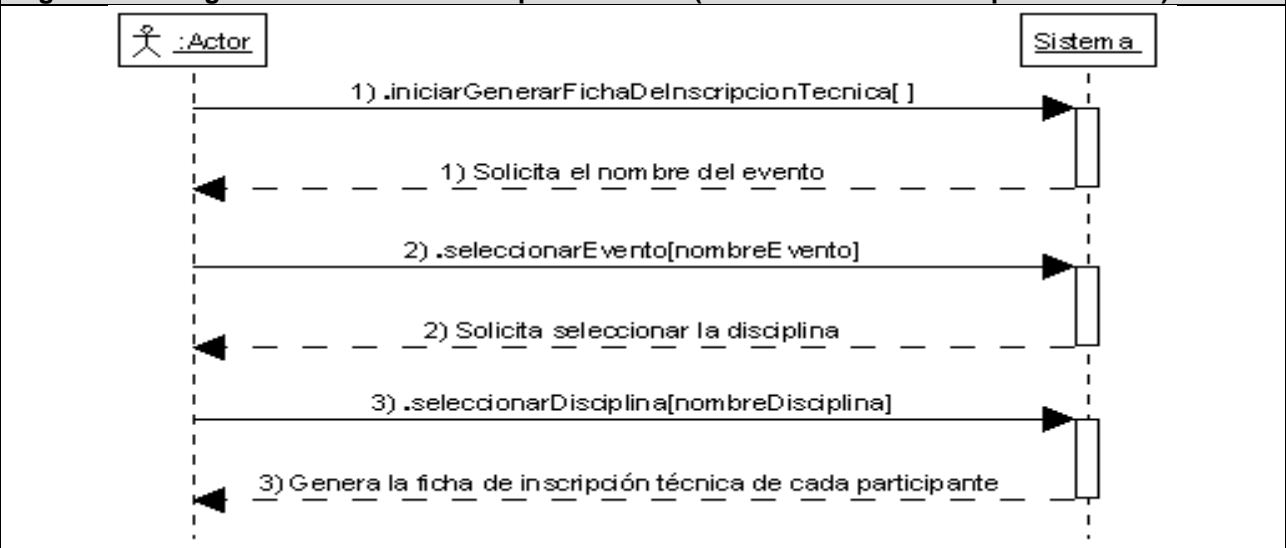 :Actor
Sistema
1) .iniciarGenerarFichaDeInscripcionTecnica[ ]
1) Solicita el nombre del evento
2) .seleccionarEvento[nombreEvento]
2) Solicita seleccionar la disciplina
3) .seleccionarDisciplina[nombreDisciplina]
3) Genera la ficha de inscripción técnica de cada participante